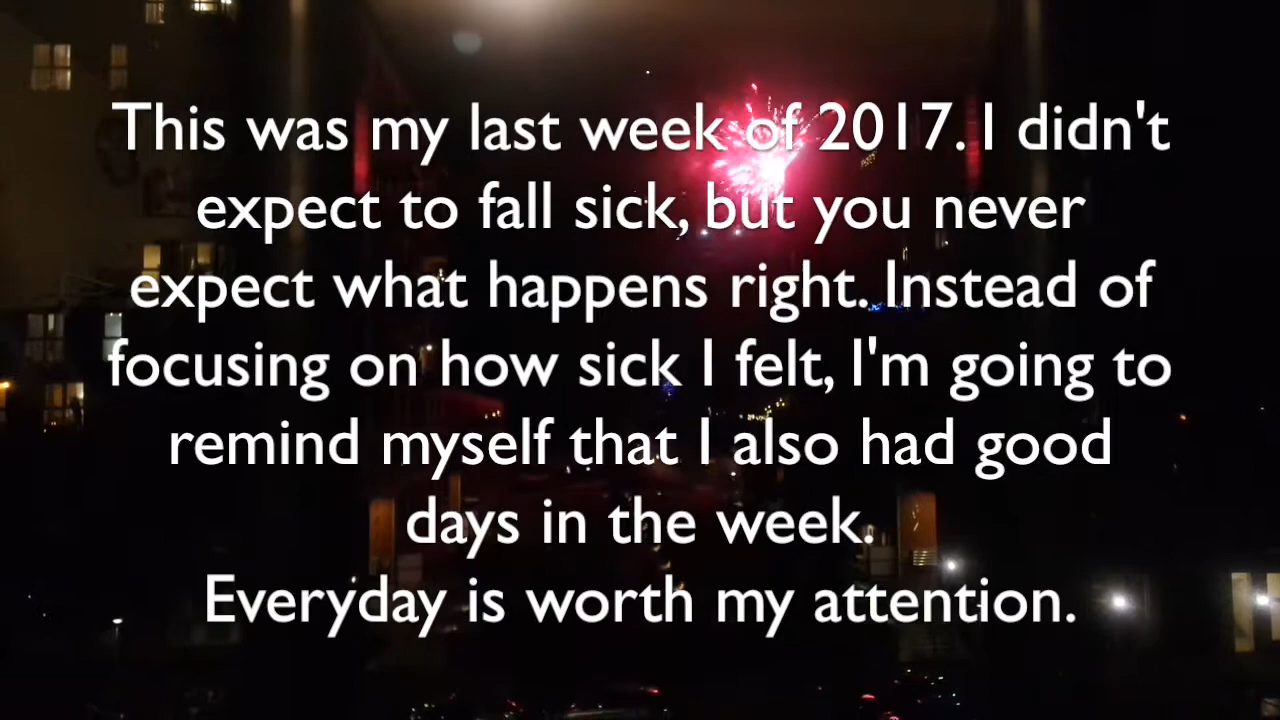 This was my last week of 2017. I didn't
expect to fall sick, but you never
expect what happens right. Instead of
focusing on how sick I felt, I'm going to
remind myself that I also had good
days in the week.
Everyday is worth my attention.